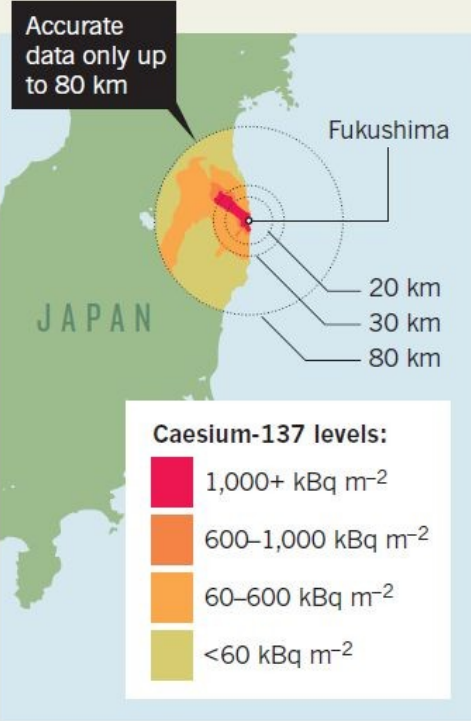 Accurate
data only up
to 80 km
Fukushima
20 km
30 km
80 km
JAPAN
Caesium-137 levels:
1,000+ kBq m⁻²
600–1,000 kBq m⁻²
60–600 kBq m⁻²
<60 kBq m⁻²